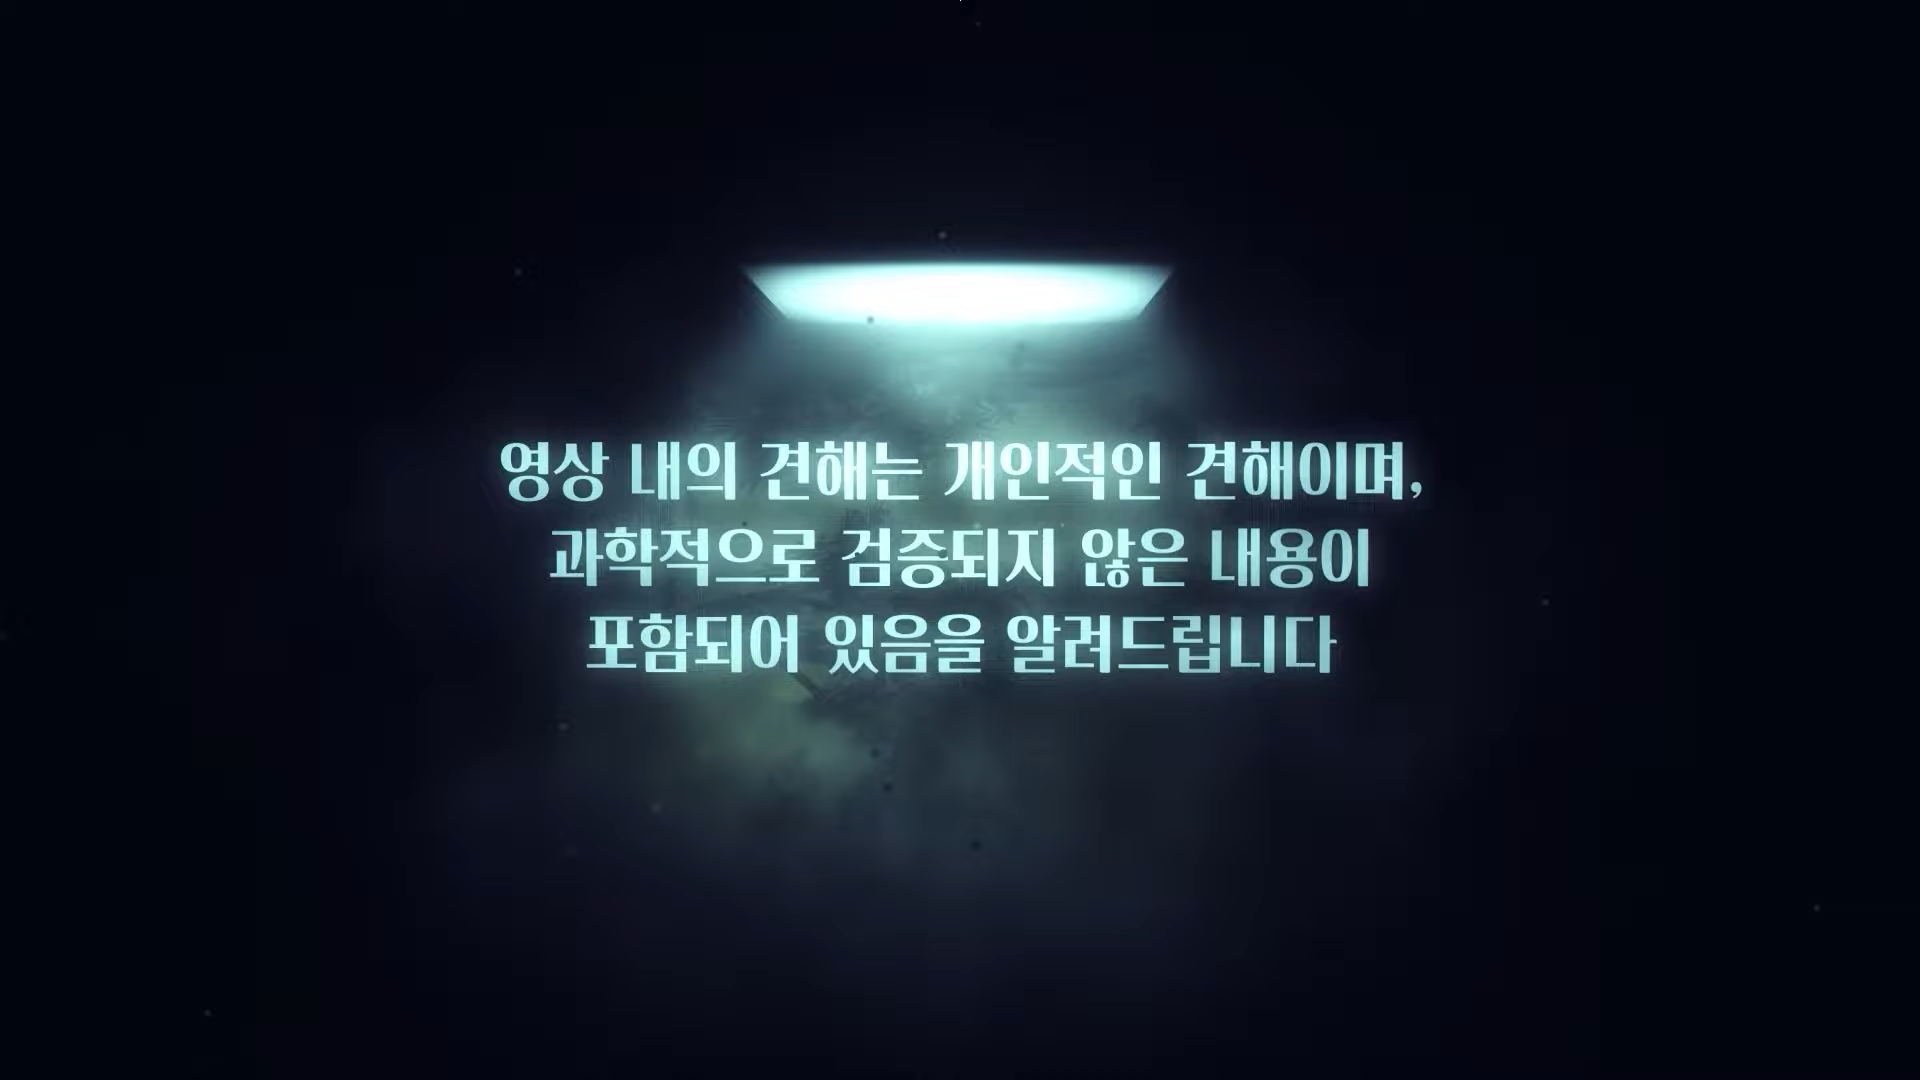 영상 내의 견해는 개인적인 견해이며,
과학적으로 검증되지 않은 내용이
포함되어 있음을 알려드립니다